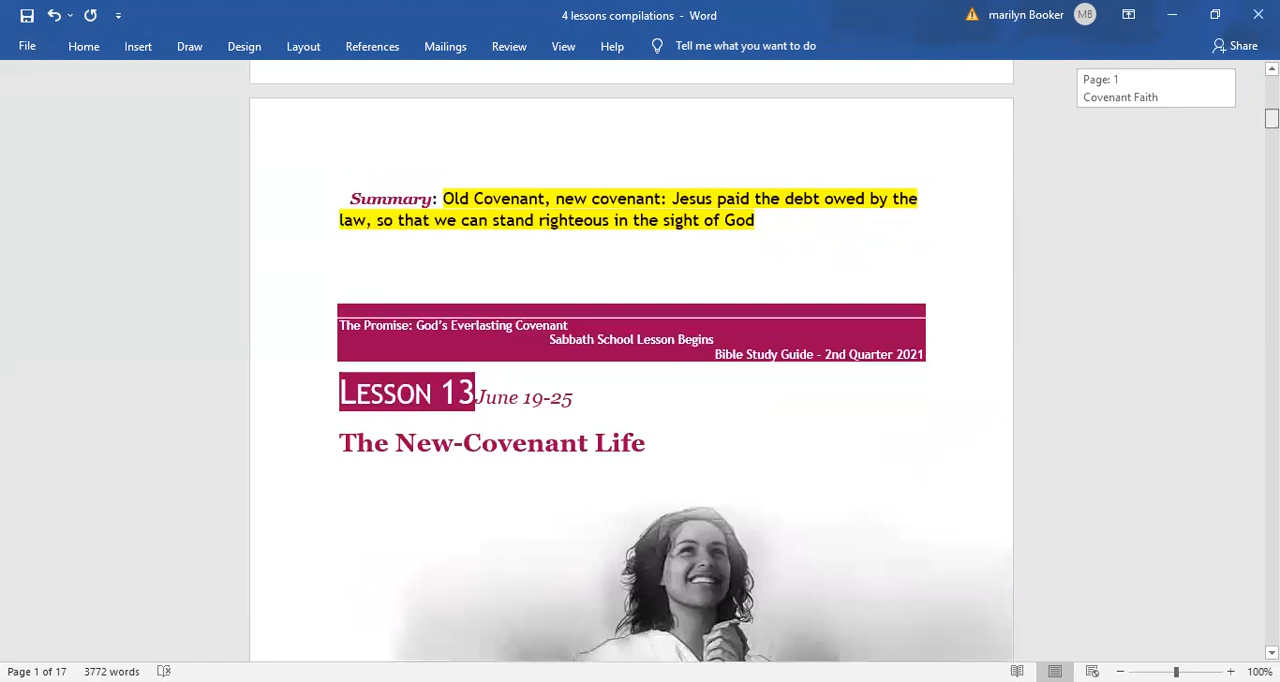 4 lessons compilations - Word
marilyn Booker
MB
File
Home
Insert
Draw
Design
Layout
References
Mailings
Review
View
Help
Tell me what you want to do
Share
Page: 1
Covenant Faith
Summary: Old Covenant, new covenant: Jesus paid the debt owed by the
law, so that we can stand righteous in the sight of God
The Promise: God's Everlasting Covenant
Sabbath School Lesson Begins
Bible Study Guide - 2nd Quarter 2021
LESSON 13 June 19-25
The New-Covenant Life
Page 1 of 17
3772 words
100%